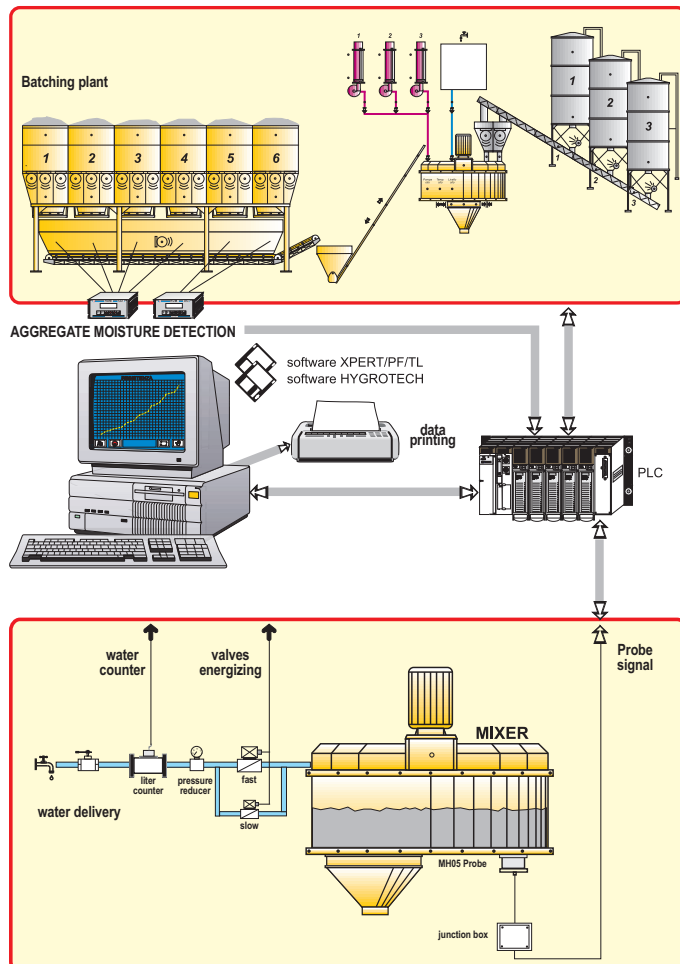 1 2 3
Batching plant
1 2 3 4 5 6
1
2
3
1
2
3
AGGREGATE MOISTURE DETECTION
software XPERT/PF/TL
software HYGROTECH
data
printing
PLC
water
counter
valves
energizing
Probe
signal
MIXER
liter
counter
pressure
reducer
fast
water delivery
slow
MH05 Probe
junction box